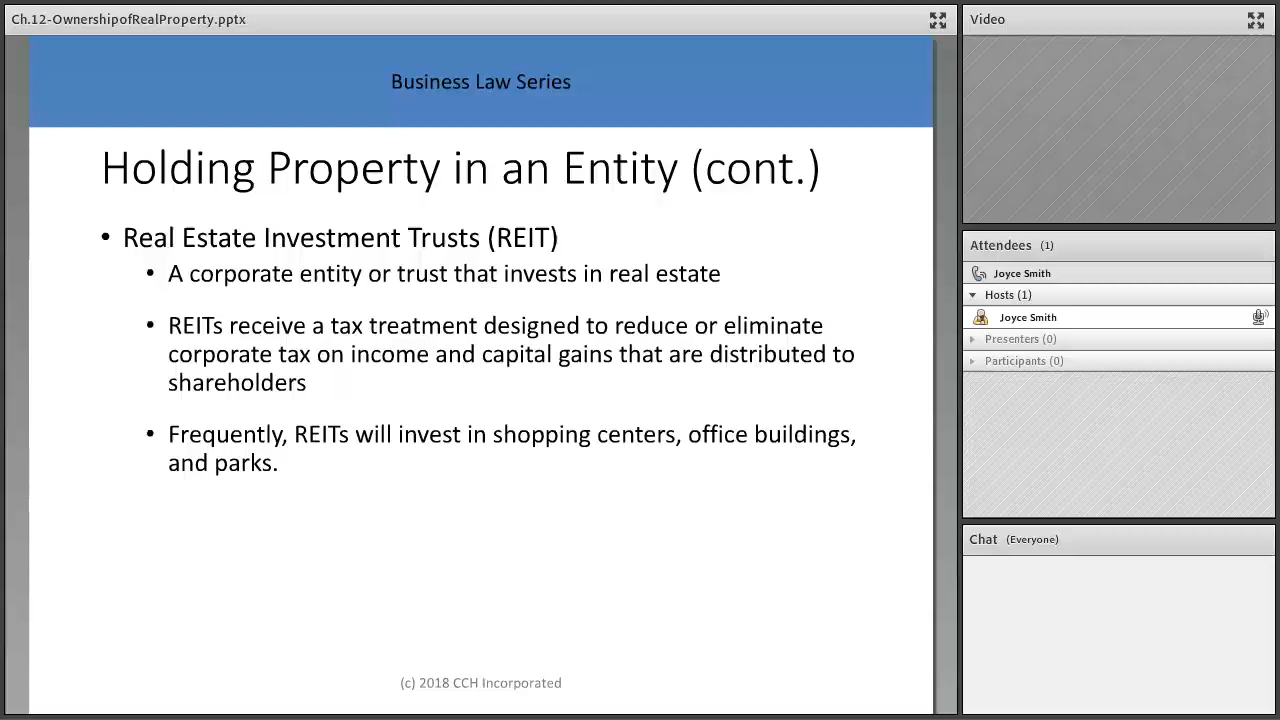 Ch.12-OwnershipofRealProperty.pptx
Business Law Series
Holding Property in an Entity (cont.)
• Real Estate Investment Trusts (REIT)
• A corporate entity or trust that invests in real estate
• REITs receive a tax treatment designed to reduce or eliminate
corporate tax on income and capital gains that are distributed to
shareholders
• Frequently, REITs will invest in shopping centers, office buildings,
and parks.
(c) 2018 CCH Incorporated
Video
Attendees (1)
Joyce Smith
Hosts (1)
Joyce Smith
Presenters (0)
Participants (0)
Chat (Everyone)